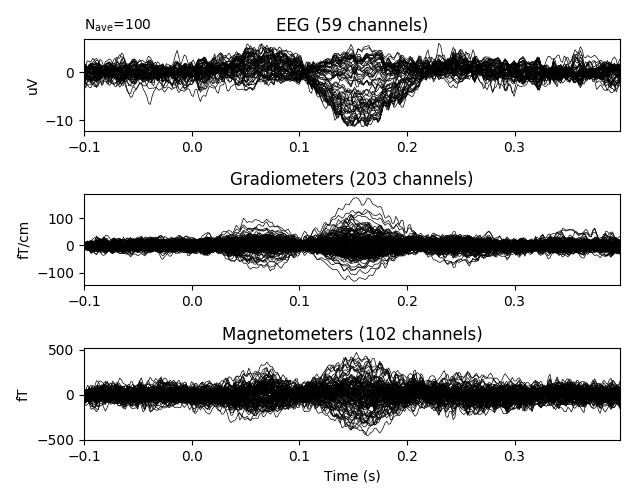 Nave=100
EEG (59 channels)
uV
0
−10
−0.1 0.0 0.1 0.2 0.3
Gradiometers (203 channels)
fT/cm
100
0
−100
−0.1 0.0 0.1 0.2 0.3
Magnetometers (102 channels)
fT
500
0
−500
−0.1 0.0 0.1 0.2 0.3
Time (s)